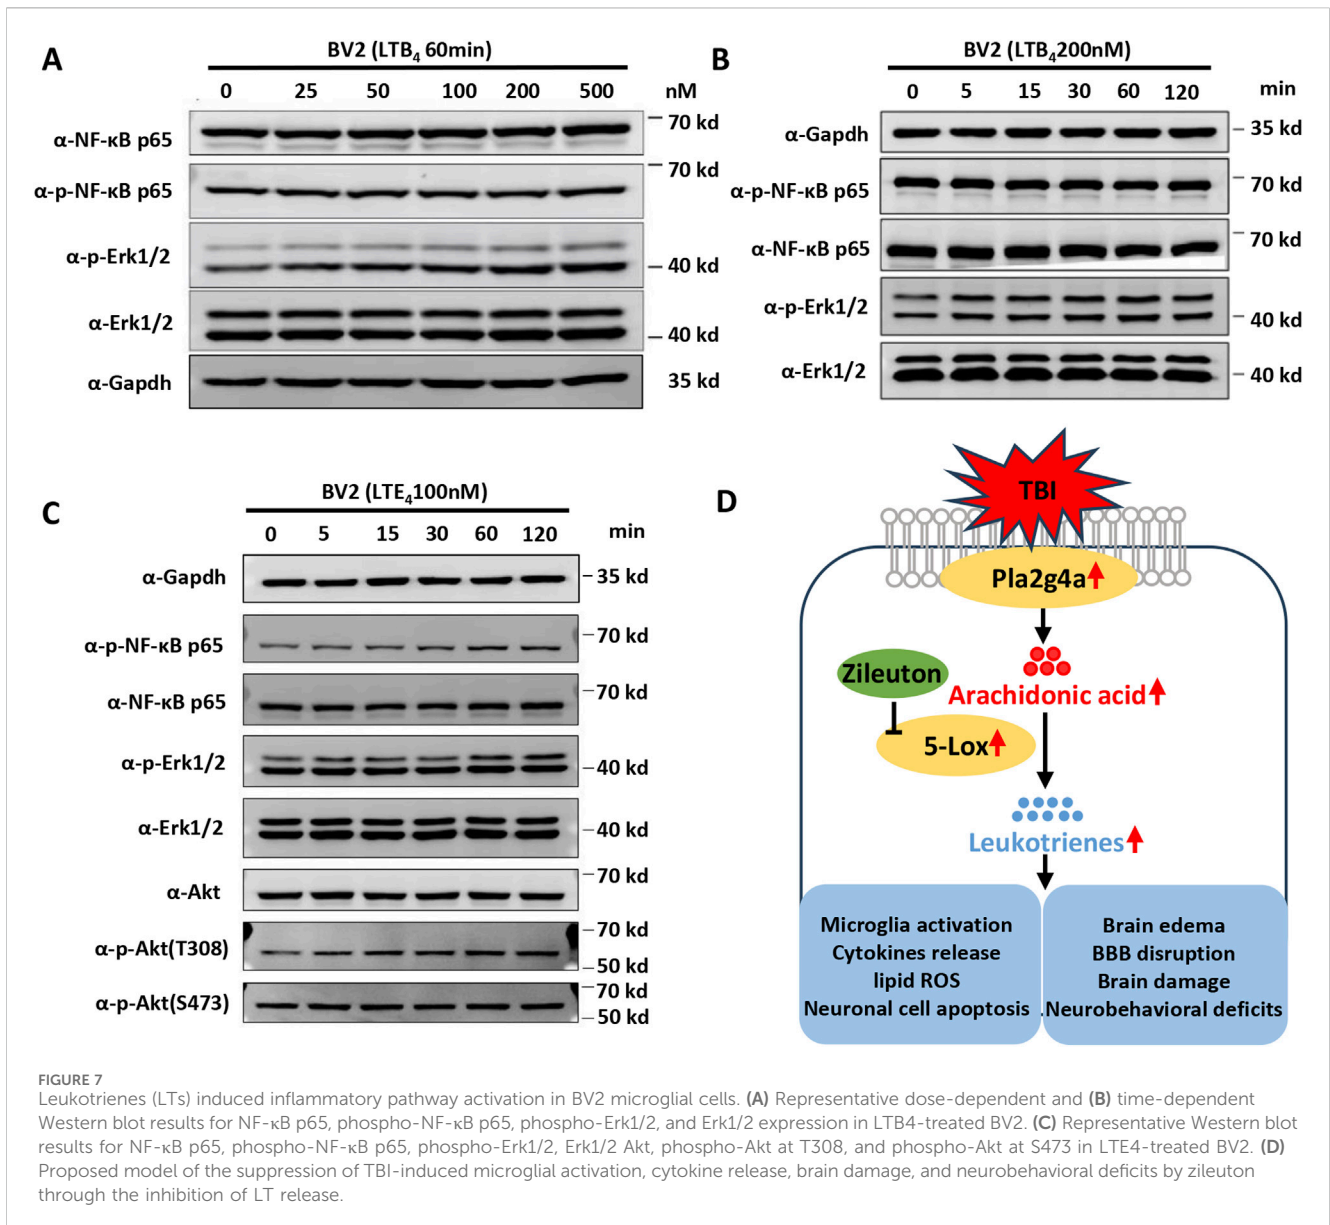 A
BV2 (LTB4 60min)
0 25 50 100 200 500 nM
α-NF-κB p65
70 kd
α-p-NF-κB p65
70 kd
α-p-Erk1/2
40 kd
α-Erk1/2
40 kd
α-Gapdh
35 kd
B
BV2 (LTB4200nM)
0 5 15 30 60 120 min
α-Gapdh
35 kd
α-p-NF-κB p65
70 kd
α-NF-κB p65
70 kd
α-p-Erk1/2
40 kd
α-Erk1/2
40 kd
C
BV2 (LTE4100nM)
0 5 15 30 60 120 min
α-Gapdh
35 kd
α-p-NF-κB p65
70 kd
α-NF-κB p65
70 kd
α-p-Erk1/2
40 kd
α-Erk1/2
40 kd
α-Akt
70 kd
α-p-Akt(T308)
70 kd
50 kd
α-p-Akt(S473)
70 kd
50 kd
D
TBI
Pla2g4a
Zileuton
Arachidonic acid
5-Lox
Leukotrienes
Microglia activation
Cytokines release
lipid ROS
Neuronal cell apoptosis
Brain edema
BBB disruption
Brain damage
Neurobehavioral deficits
FIGURE 7
Leukotrienes (LTs) induced inflammatory pathway activation in BV2 microglial cells. (A) Representative dose-dependent and (B) time-dependent
Western blot results for NF-κB p65, phospho-NF-κB p65, phospho-Erk1/2, and Erk1/2 expression in LTB4-treated BV2. (C) Representative Western blot
results for NF-κB p65, phospho-NF-κB p65, phospho-Erk1/2, Erk1/2 Akt, phospho-Akt at T308, and phospho-Akt at S473 in LTE4-treated BV2. (D)
Proposed model of the suppression of TBI-induced microglial activation, cytokine release, brain damage, and neurobehavioral deficits by zileuton
through the inhibition of LT release.